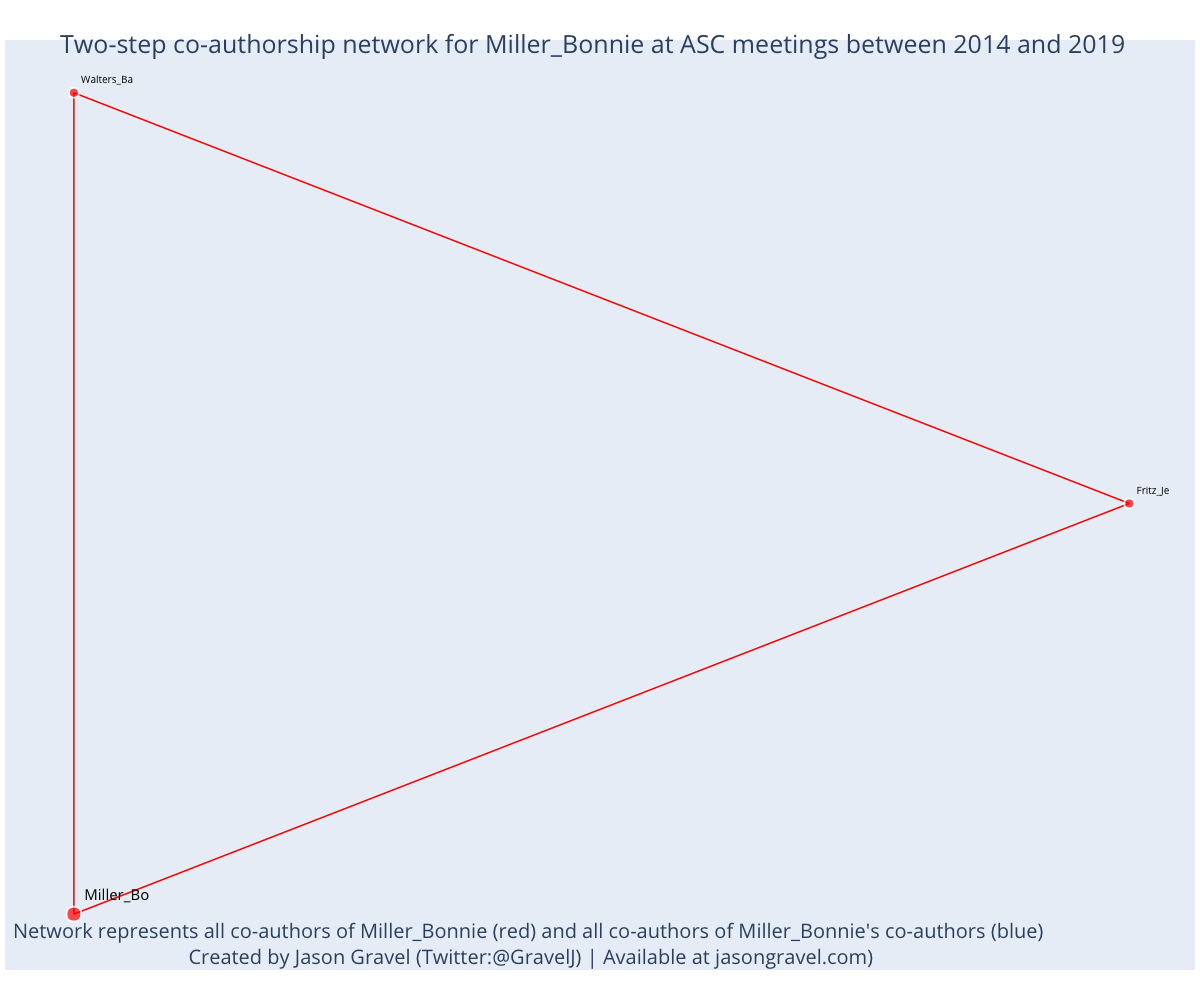 Two-step co-authorship network for Miller_Bonnie at ASC meetings between 2014 and 2019
Walters_Ba
Fritz_Je
Miller_Bo
Network represents all co-authors of Miller_Bonnie (red) and all co-authors of Miller_Bonnie's co-authors (blue)
Created by Jason Gravel (Twitter:@GravelJ) | Available at jasongravel.com)